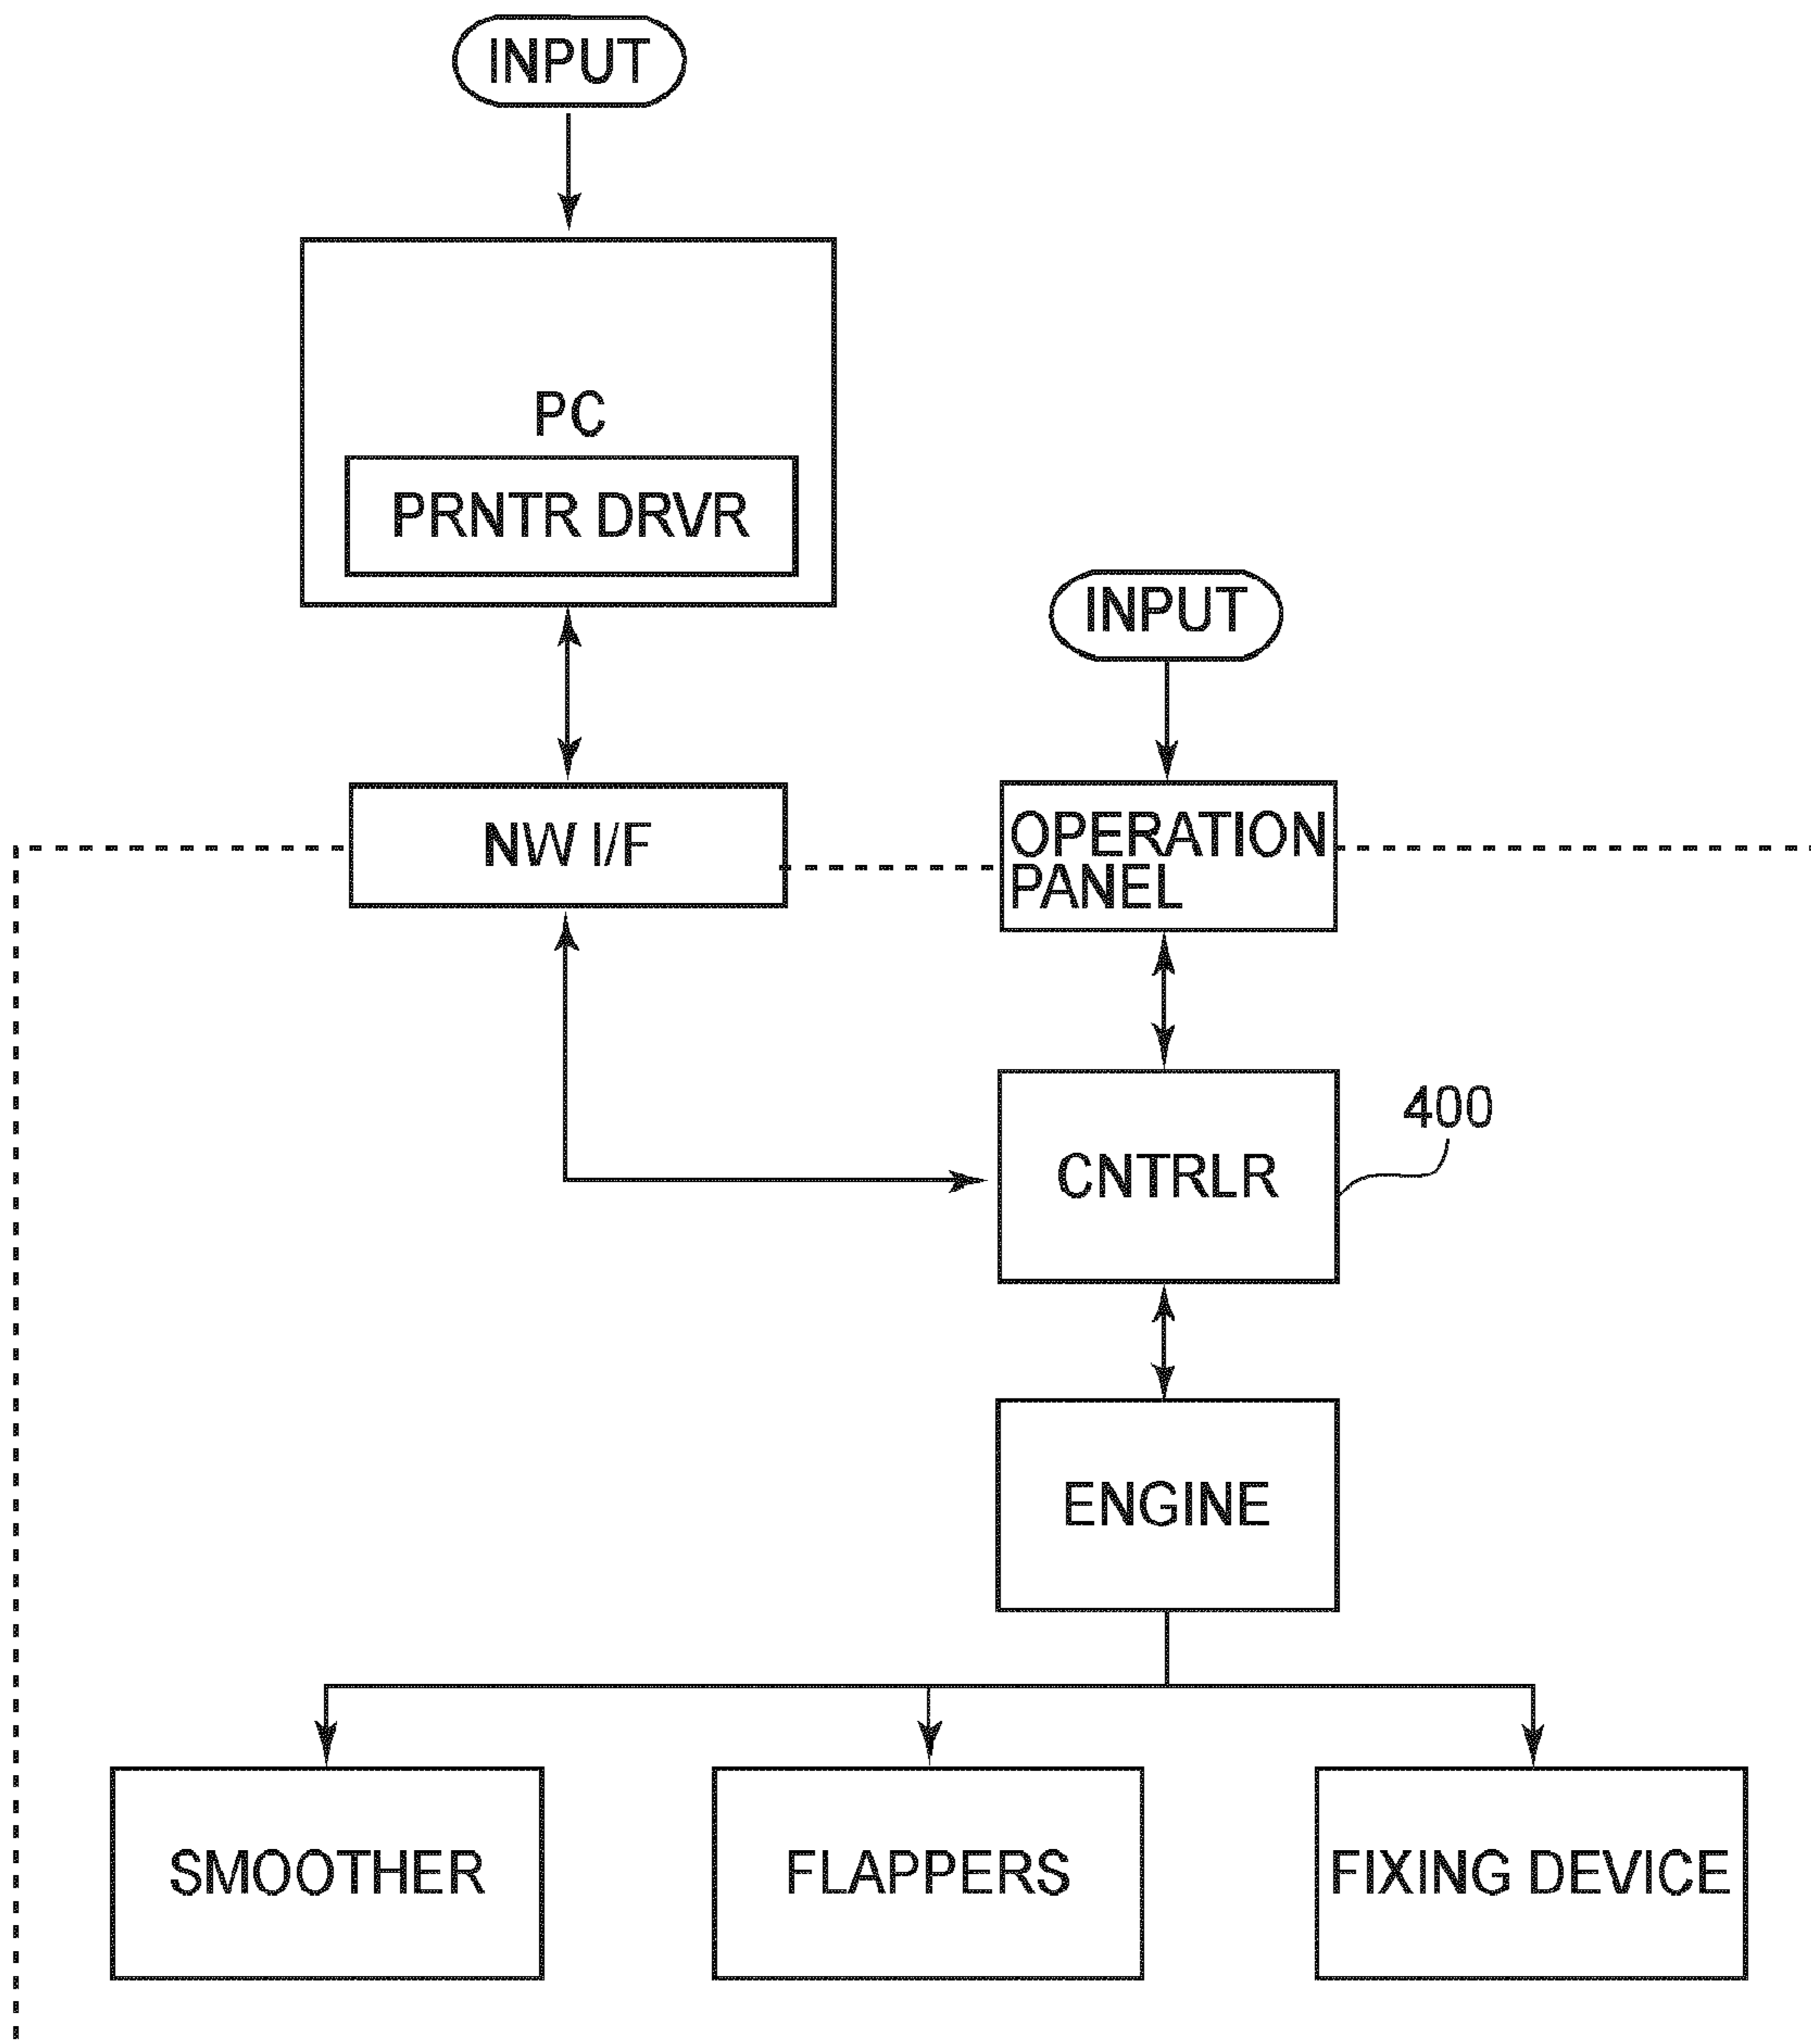 INPUT
PC
PRNTR DRVR
INPUT
NW I/F
OPERATION
PANEL
400
CNTRLR
ENGINE
SMOOTHER
FLAPPERS
FIXING DEVICE